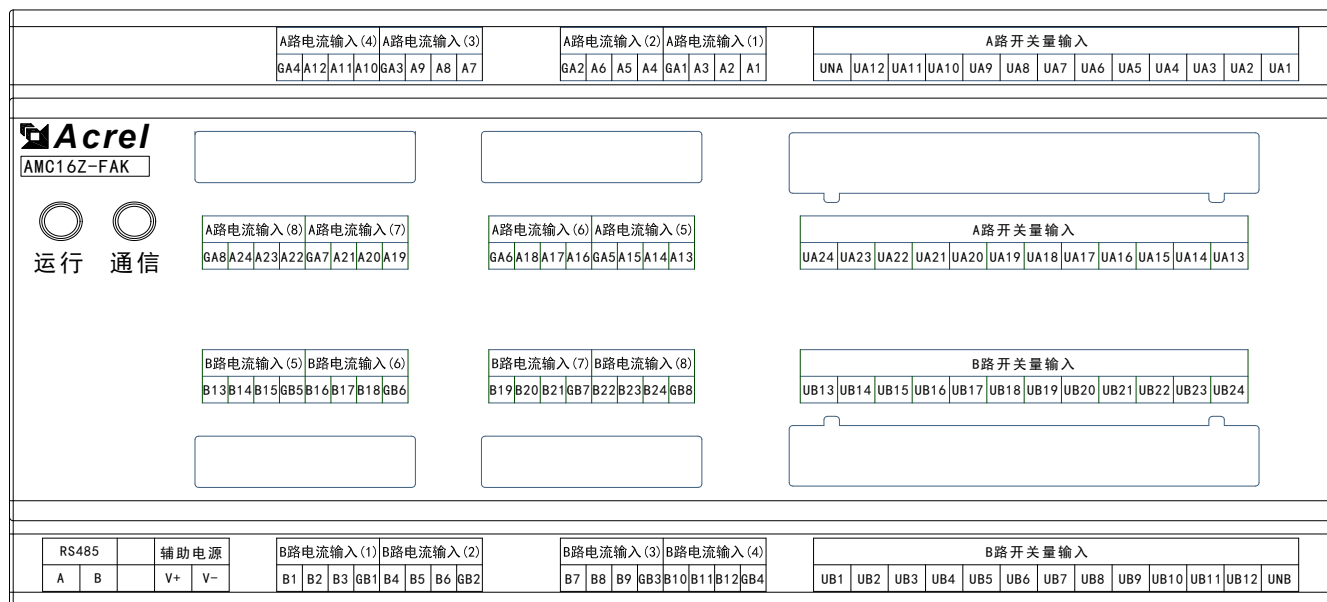 A路电流输入(4) A路电流输入(3) A路电流输入(2) A路电流输入(1) A路开关量输入
GA4 A12 A11 A10 GA3 A9 A8 A7 GA2 A6 A5 A4 GA1 A3 A2 A1 UNA UA12 UA11 UA10 UA9 UA8 UA7 UA6 UA5 UA4 UA3 UA2 UA1
Acrel
AMC16Z-FAK
运行 通信
A路电流输入(8) A路电流输入(7) A路电流输入(6) A路电流输入(5) A路开关量输入
GA8 A24 A23 A22 GA7 A21 A20 A19 GA6 A18 A17 A16 GA5 A15 A14 A13 UA24 UA23 UA22 UA21 UA20 UA19 UA18 UA17 UA16 UA15 UA14 UA13
B路电流输入(5) B路电流输入(6) B路电流输入(7) B路电流输入(8) B路开关量输入
B13 B14 B15 GB5 B16 B17 B18 GB6 B19 B20 B21 GB7 B22 B23 B24 GB8 UB13 UB14 UB15 UB16 UB17 UB18 UB19 UB20 UB21 UB22 UB23 UB24
RS485 辅助电源 B路电流输入(1) B路电流输入(2) B路电流输入(3) B路电流输入(4) B路开关量输入
A B V+ V- B1 B2 B3 GB1 B4 B5 B6 GB2 B7 B8 B9 GB3 B10 B11 B12 GB4 UB1 UB2 UB3 UB4 UB5 UB6 UB7 UB8 UB9 UB10 UB11 UB12 UNB